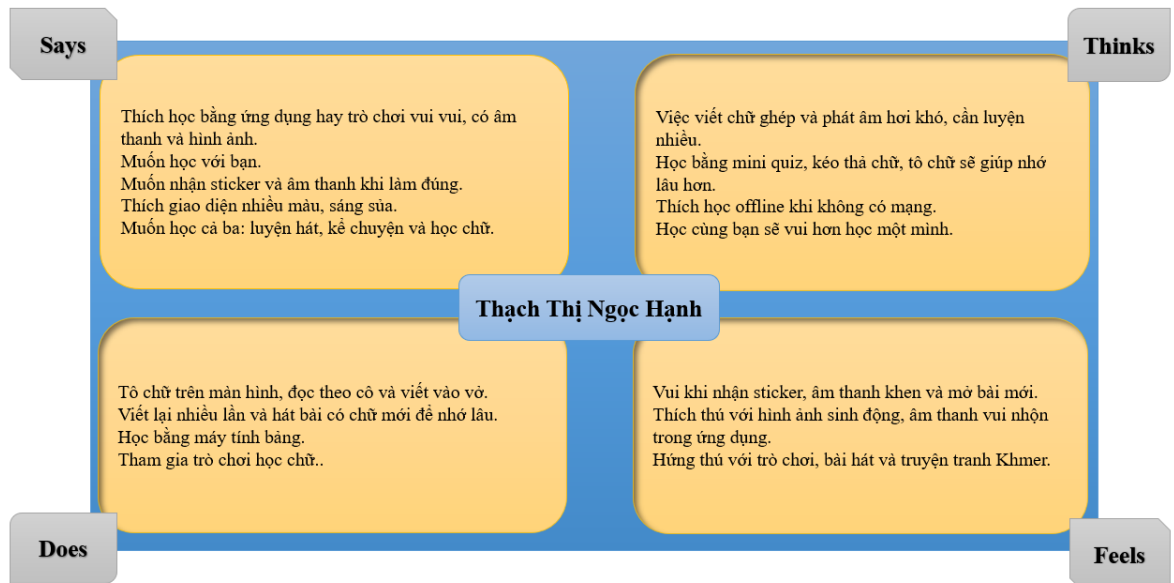 Says
Thinks
Thích học bằng ứng dụng hay trò chơi vui vui, có âm
thanh và hình ảnh.
Muốn học với bạn.
Muốn nhận sticker và âm thanh khi làm đúng.
Thích giao diện nhiều màu, sáng sủa.
Muốn học cả ba: luyện hát, kể chuyện và học chữ.
Việc viết chữ ghép và phát âm hơi khó, cần luyện
nhiều.
Học bằng mini quiz, kéo thả chữ, tô chữ sẽ giúp nhớ
lâu hơn.
Thích học offline khi không có mạng.
Học cùng bạn sẽ vui hơn học một mình.
Thạch Thị Ngọc Hạnh
Tô chữ trên màn hình, đọc theo cô và viết vào vở.
Viết lại nhiều lần và hát bài có chữ mới để nhớ lâu.
Học bằng máy tính bảng.
Tham gia trò chơi học chữ..
Vui khi nhận sticker, âm thanh khen và mở bài mới.
Thích thú với hình ảnh sinh động, âm thanh vui nhộn
trong ứng dụng.
Hứng thú với trò chơi, bài hát và truyện tranh Khmer.
Does
Feels